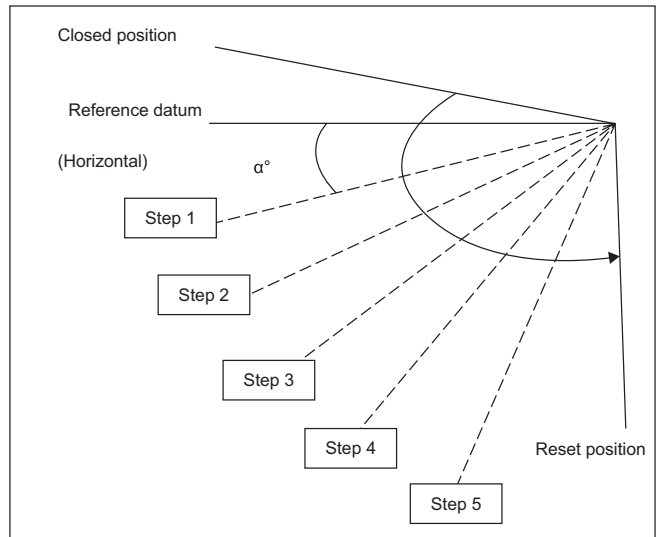 Closed position
Reference datum
(Horizontal)
α°
Step 1
Step 2
Step 3
Step 4
Reset position
Step 5